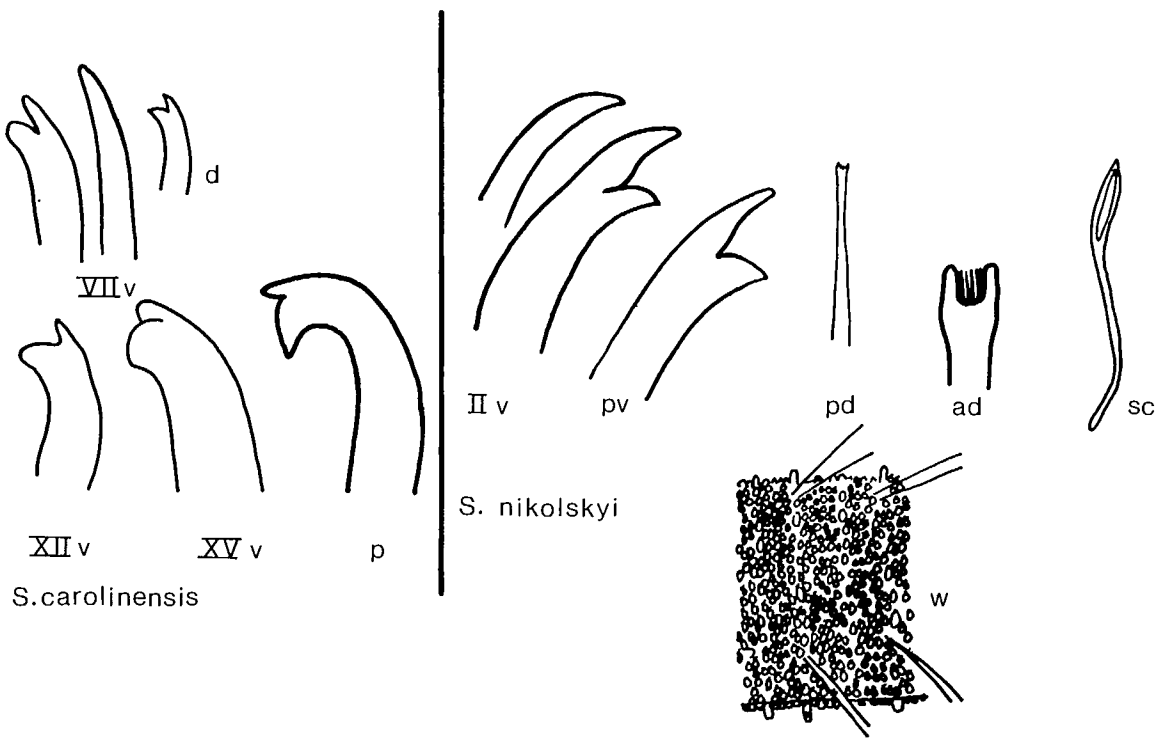 d
VII v
XII v
XV v
p
S.carolinensis
II v
pv
pd
ad
sc
S. nikolskyi
w